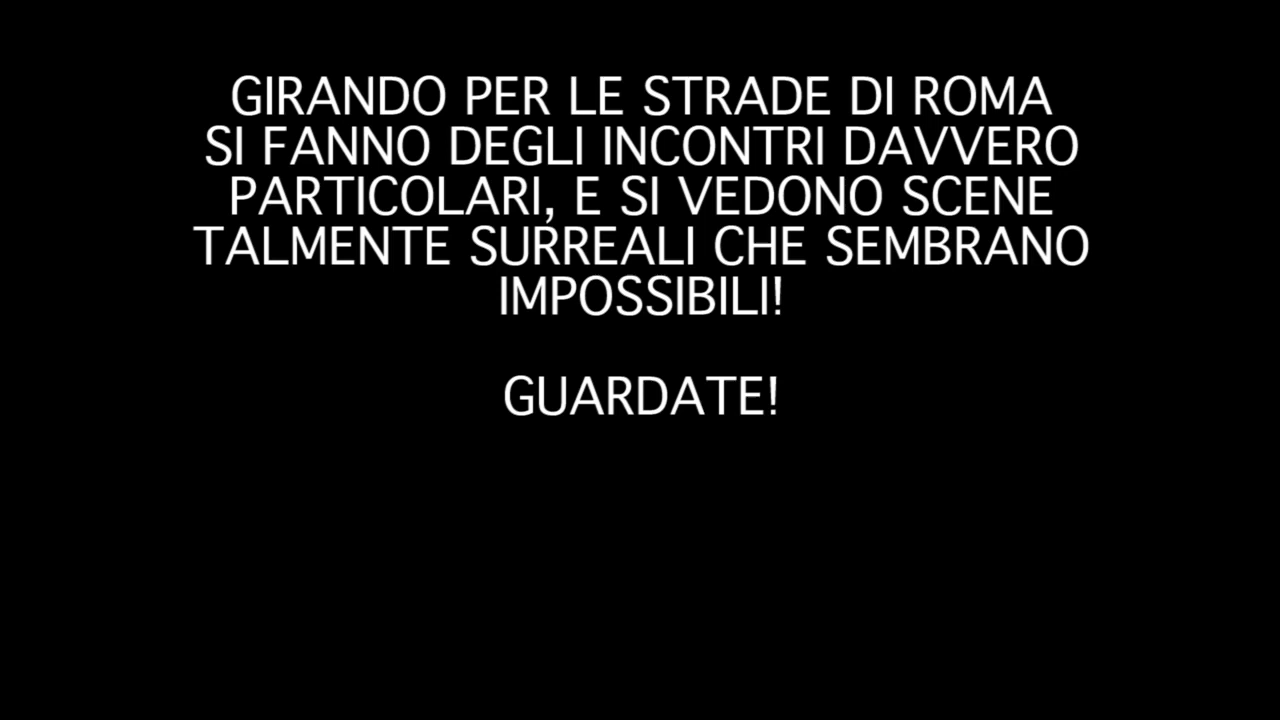 GIRANDO PER LE STRADE DI ROMA
SI FANNO DEGLI INCONTRI DAVVERO
PARTICOLARI, E SI VEDONO SCENE
TALMENTE SURREALI CHE SEMBRANO
IMPOSSIBILI!
GUARDATE!